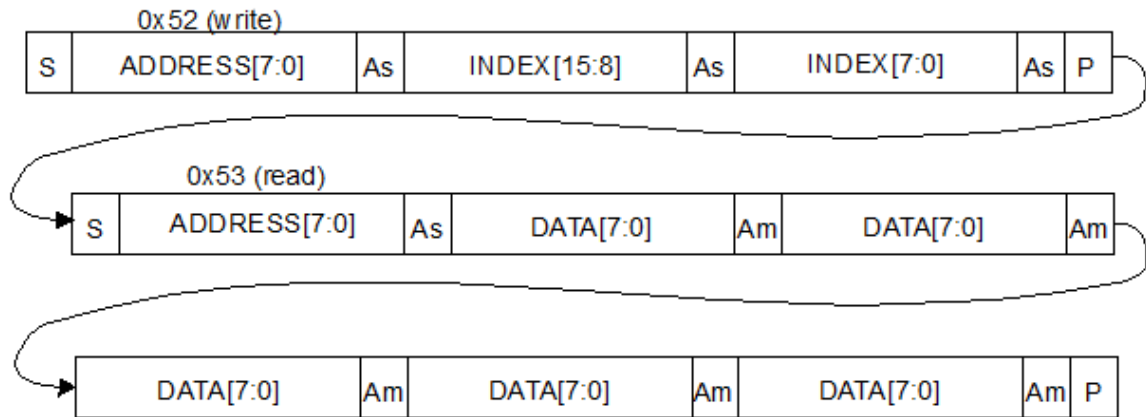 0x52 (write)
S ADDRESS[7:0] As INDEX[15:8] As INDEX[7:0] As P
0x53 (read)
S ADDRESS[7:0] As DATA[7:0] Am DATA[7:0] Am
DATA[7:0] Am DATA[7:0] Am DATA[7:0] Am P